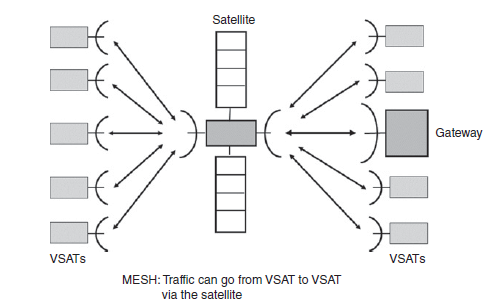 Satellite
Gateway
VSATs
VSATs
MESH: Traffic can go from VSAT to VSAT
via the satellite